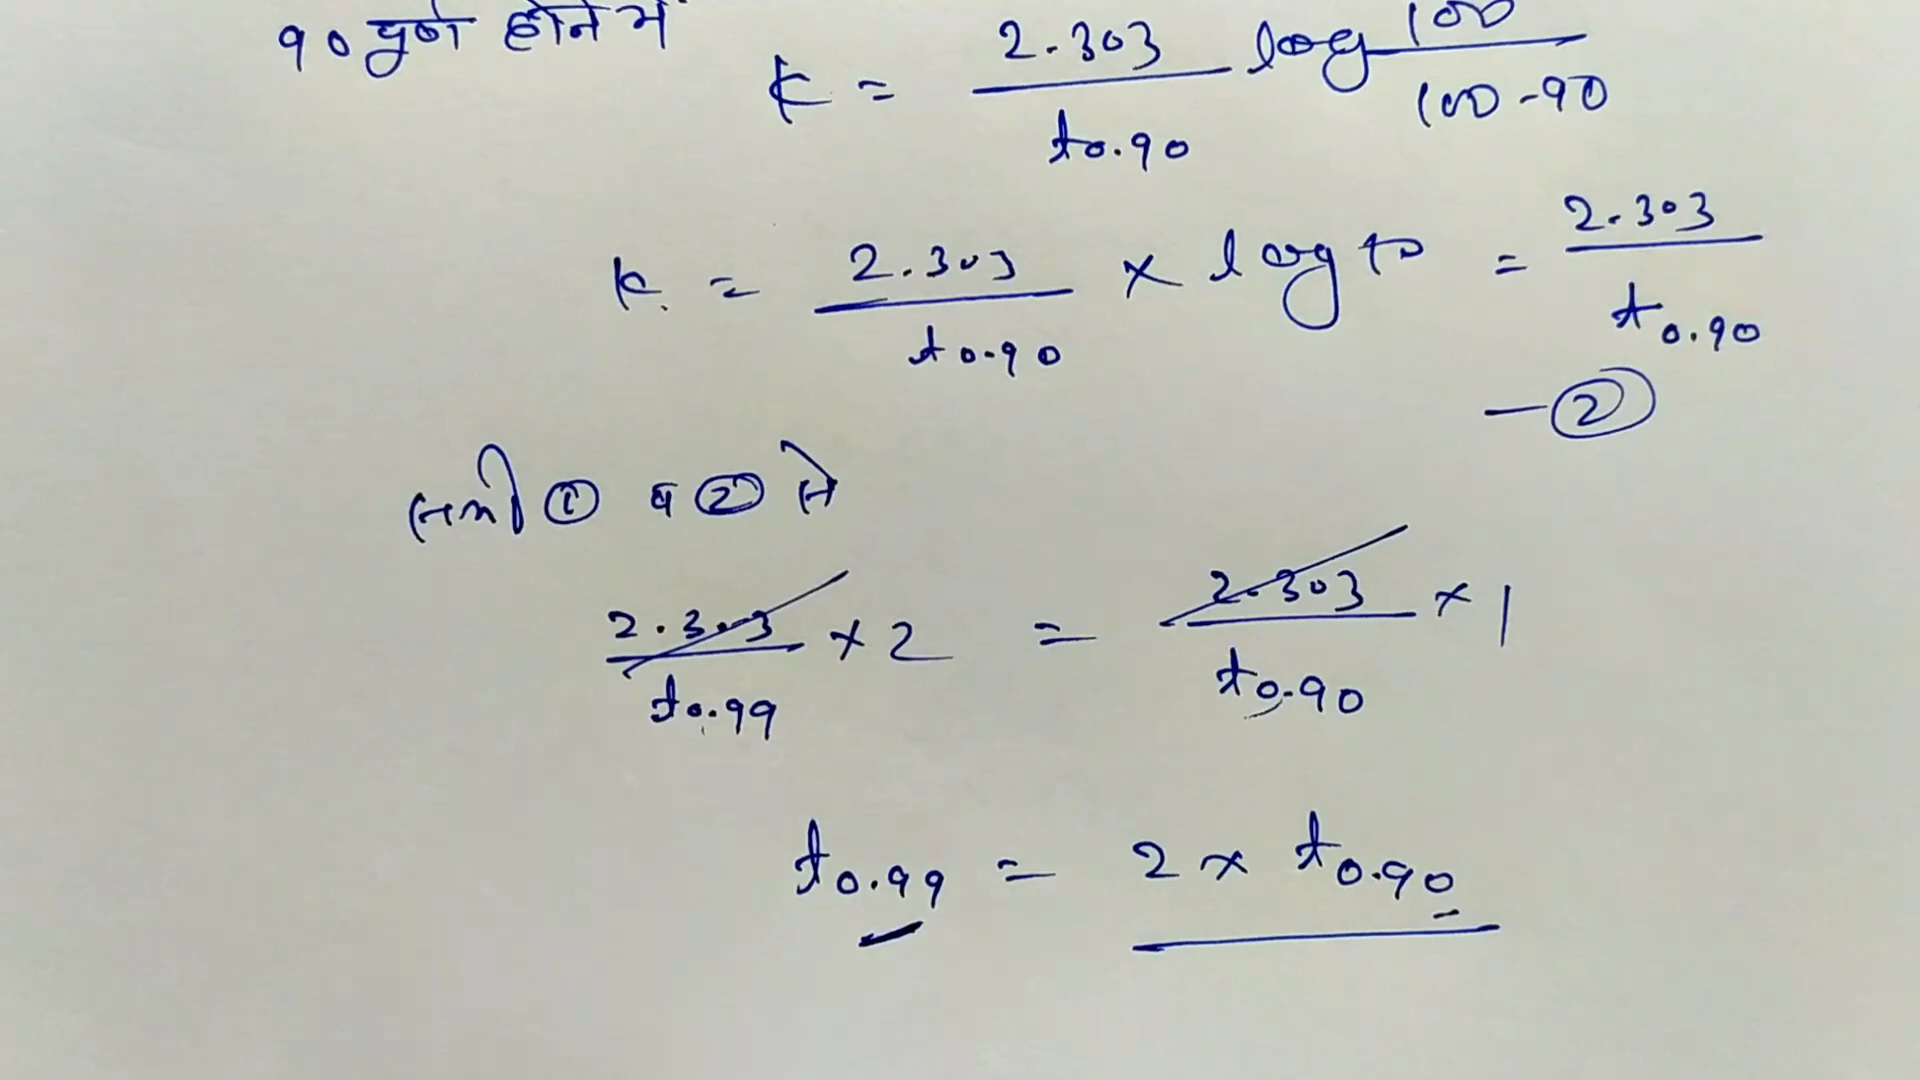 90 पूर्ण होने में
K = 2.303 / t0.90 log 100 / 100-90
K = 2.303 / t0.90 × log 10 = 2.303 / t0.90
— ②
समी ① व ② से
2.303 / t0.99 × 2 = 2.303 / t0.90 × 1
t0.99 = 2 × t0.90